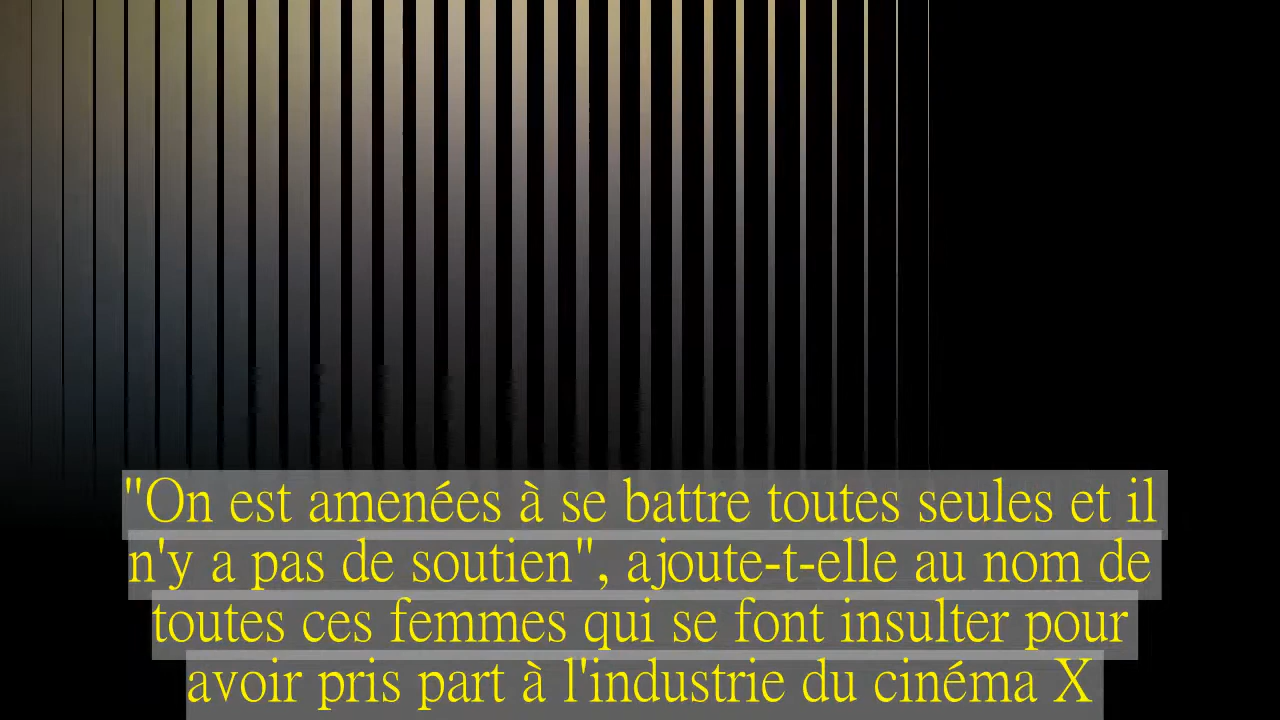 "On est amenées à se battre toutes seules et il
n'y a pas de soutien", ajoute-t-elle au nom de
toutes ces femmes qui se font insulter pour
avoir pris part à l'industrie du cinéma X